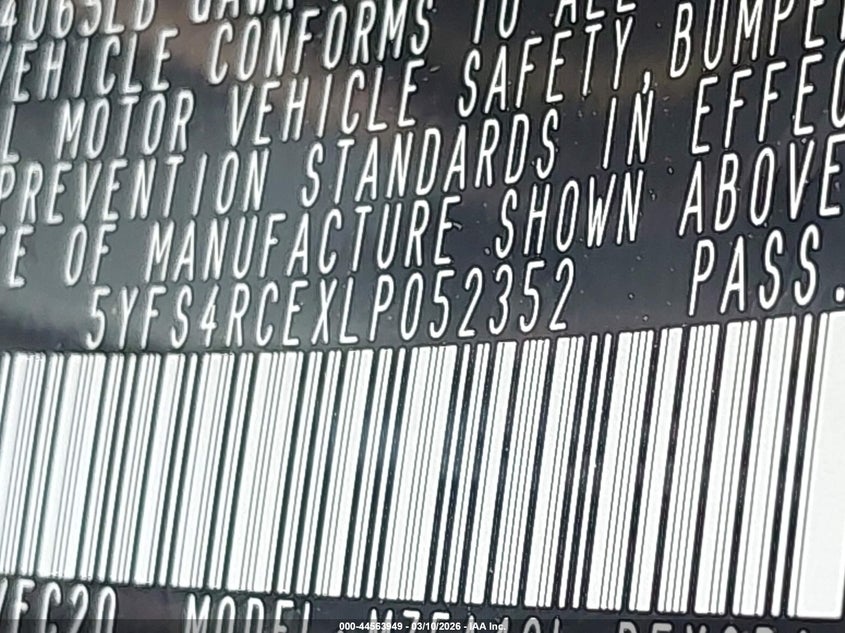 VEHICLE CONFORMS TO ALL
MOTOR VEHICLE SAFETY, BUMPER
PREVENTION STANDARDS IN EFFEC
E OF MANUFACTURE SHOWN ABOVE
5YFS4RCEXLP052352 PASS.
MODEL:
000-44563949 - 03/10/2026 - IAA Inc.